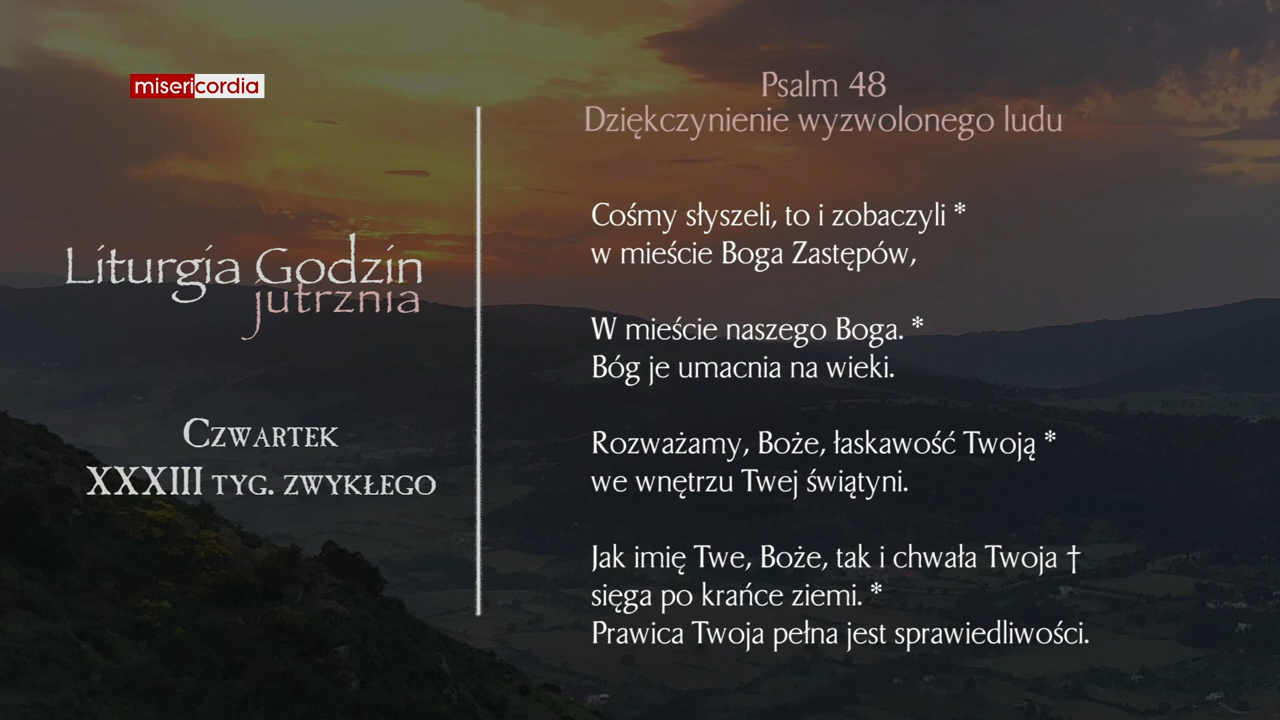 misericordia
Liturgia Godzin
jutrznia
Czwartek
XXXIII tyg. zwykłego
Psalm 48
Dziękczynienie wyzwolonego ludu
Cośmy słyszeli, to i zobaczyli *
w mieście Boga Zastępów,
W mieście naszego Boga. *
Bóg je umacnia na wieki.
Rozważamy, Boże, łaskawość Twoją *
we wnętrzu Twej świątyni.
Jak imię Twe, Boże, tak i chwała Twoja †
sięga po krańce ziemi. *
Prawica Twoja pełna jest sprawiedliwości.